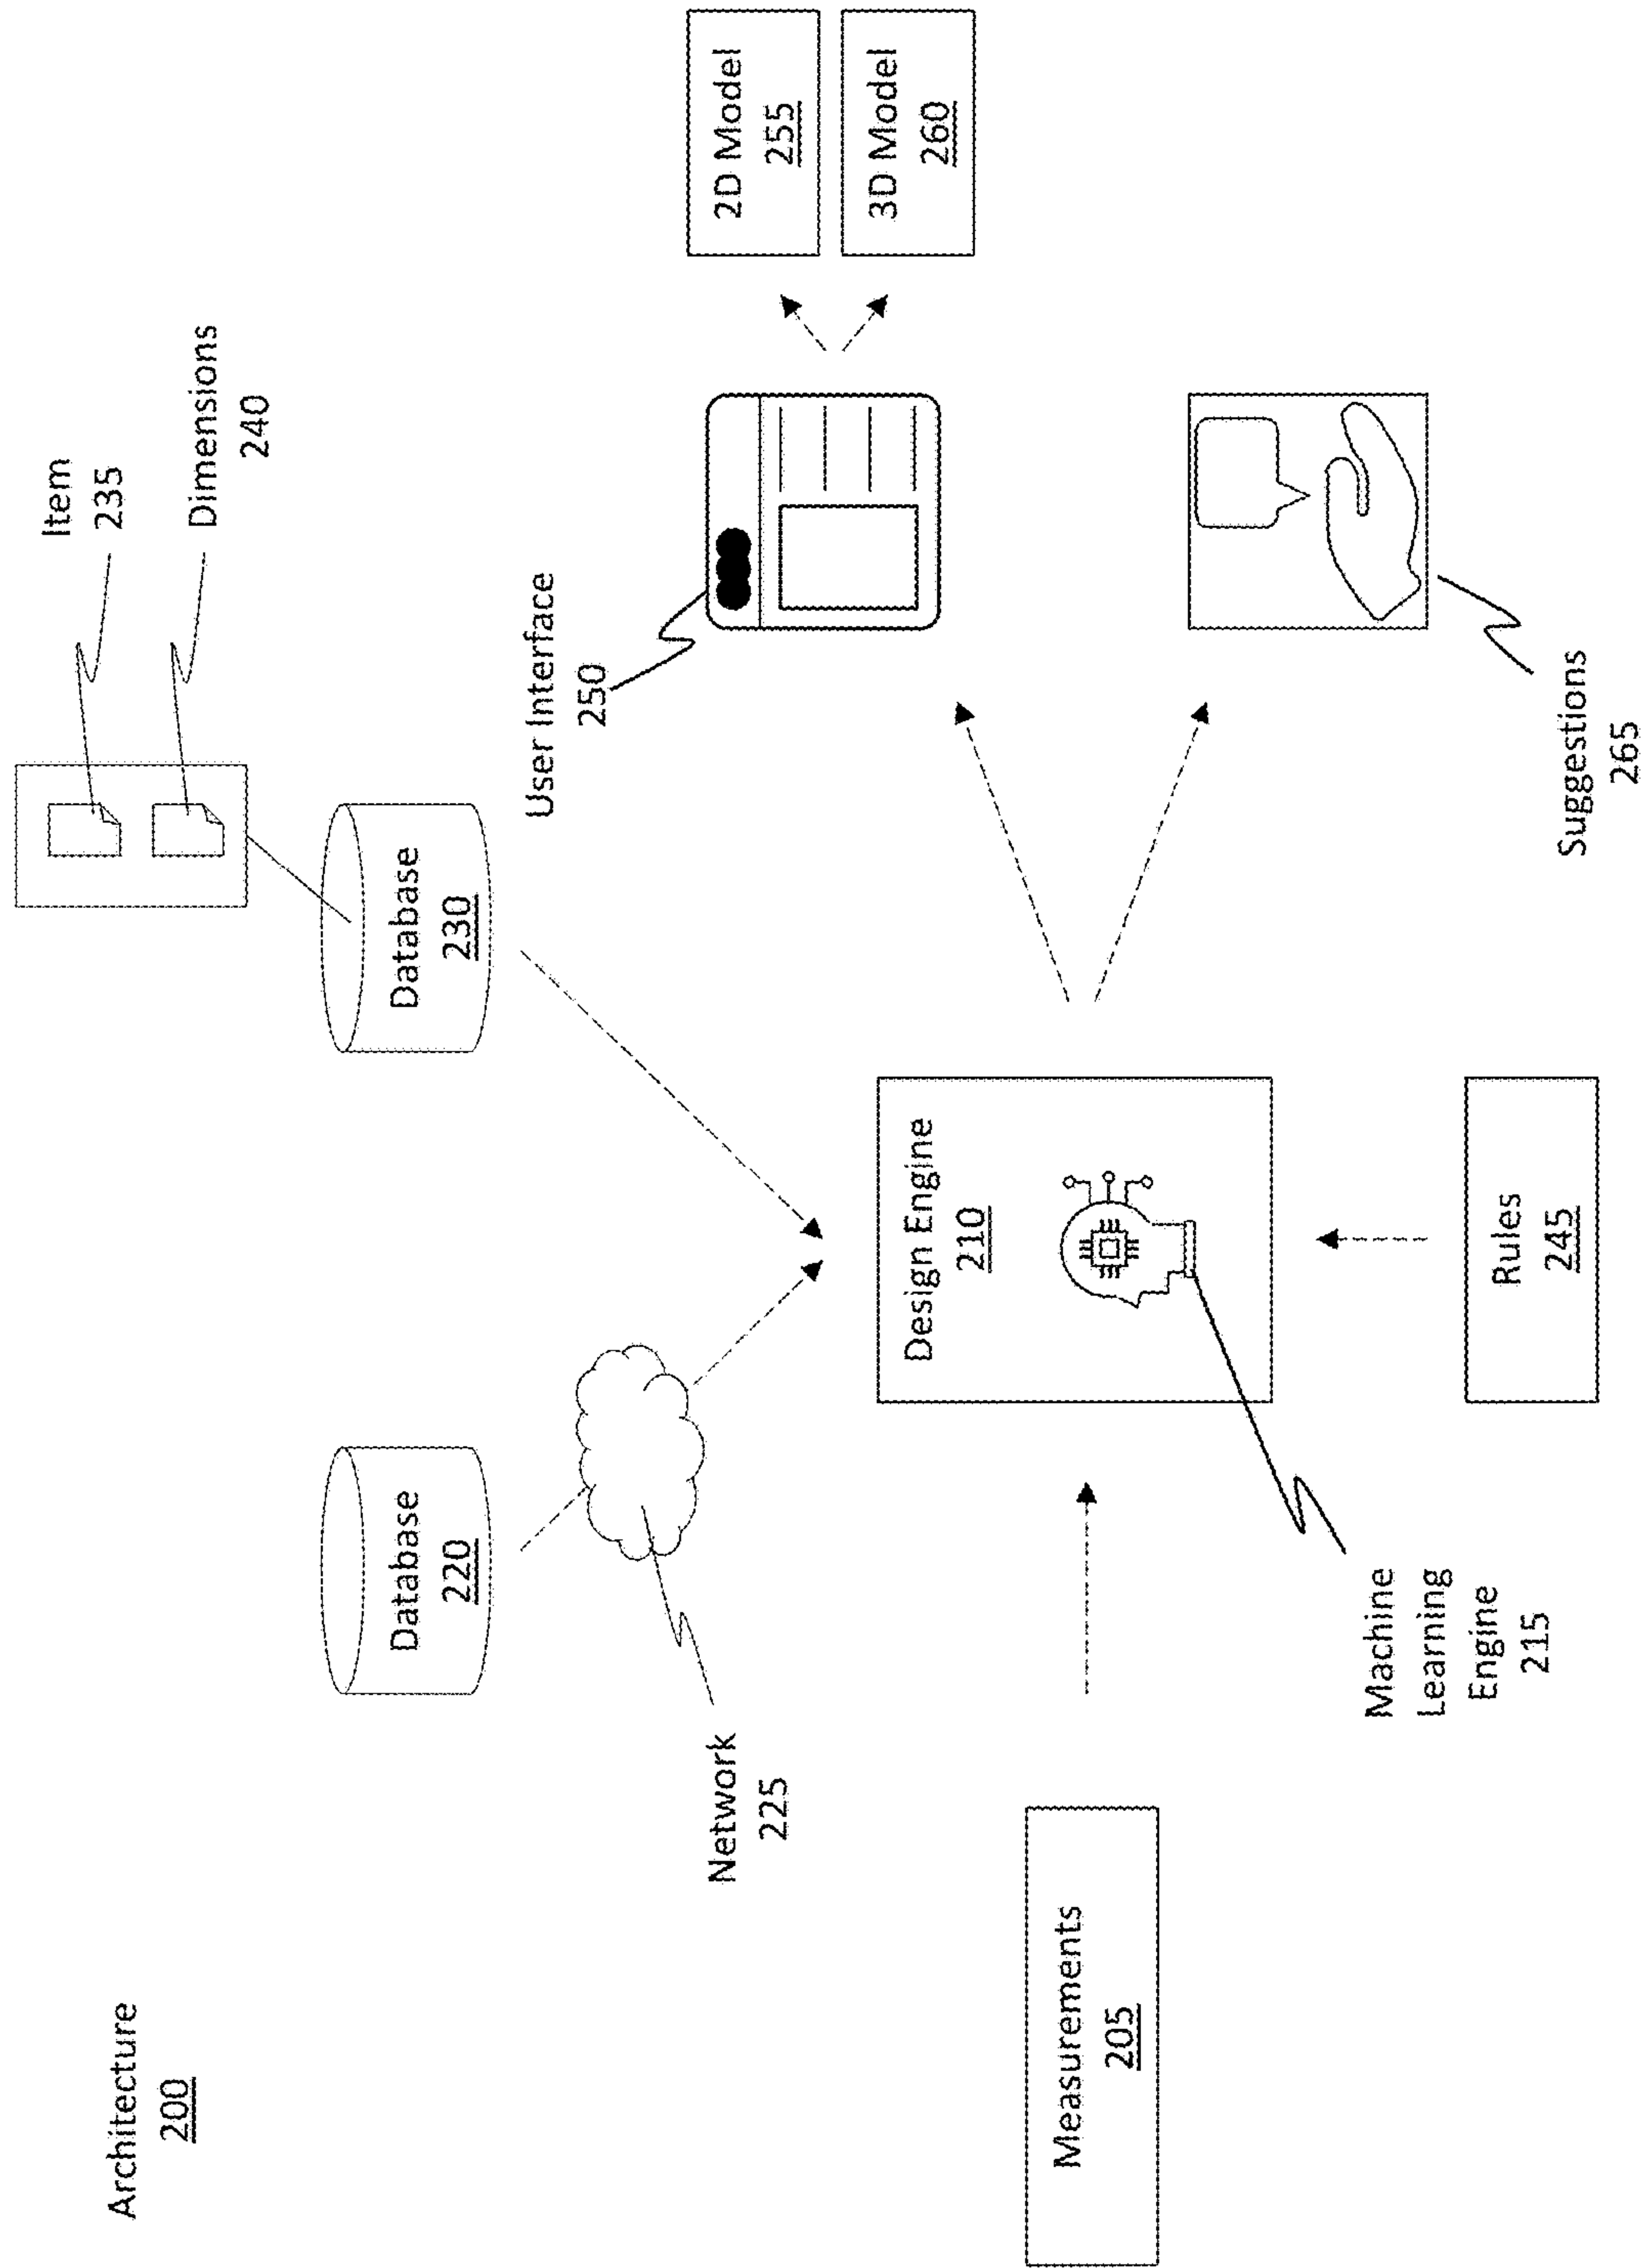 Architecture
200
Item
235
Dimensions
240
Database
220
Database
230
Network
225
User Interface
250
2D Model
255
3D Model
260
Measurements
205
Design Engine
210
Machine
Learning
Engine
215
Rules
245
Suggestions
265